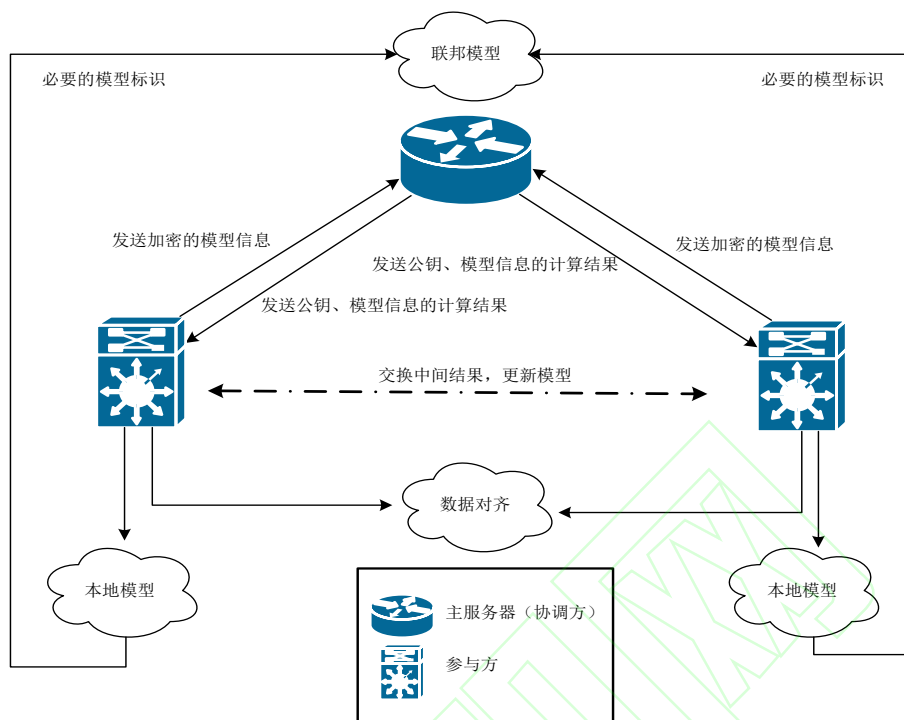 联邦模型
必要的模型标识
必要的模型标识
发送加密的模型信息
发送加密的模型信息
发送公钥、模型信息的计算结果
发送公钥、模型信息的计算结果
交换中间结果，更新模型
数据对齐
本地模型
本地模型
主服务器（协调方）
参与方